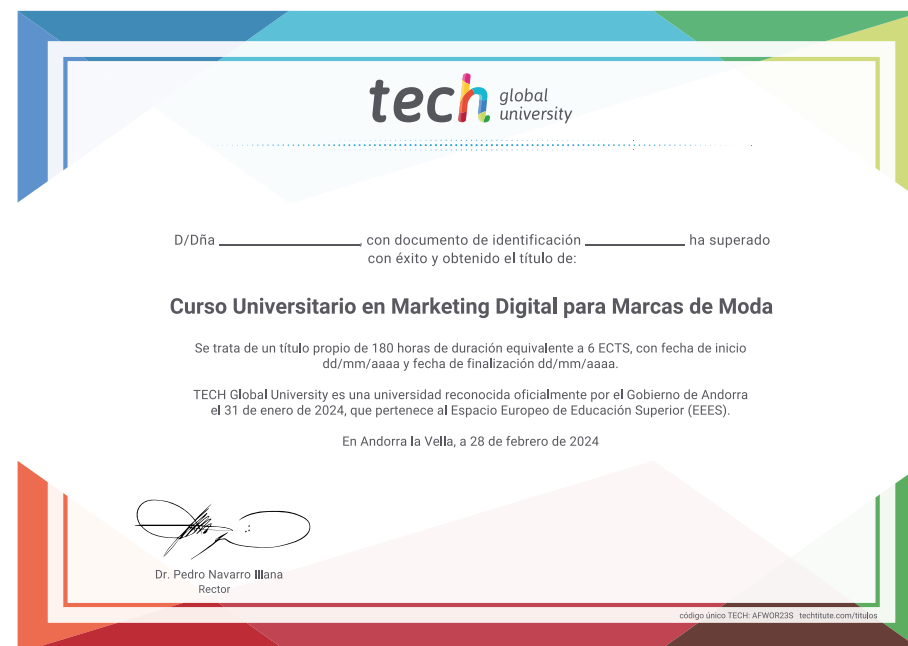 tech global university
D/Dña ____________________, con documento de identificación ______________ ha superado
con éxito y obtenido el título de:
Curso Universitario en Marketing Digital para Marcas de Moda
Se trata de un título propio de 180 horas de duración equivalente a 6 ECTS, con fecha de inicio
dd/mm/aaaa y fecha de finalización dd/mm/aaaa.
TECH Global University es una universidad reconocida oficialmente por el Gobierno de Andorra
el 31 de enero de 2024, que pertenece al Espacio Europeo de Educación Superior (EEES).
En Andorra la Vella, a 28 de febrero de 2024
Dr. Pedro Navarro Illana
Rector
código único TECH: AFWOR23S techtitute.com/titulos